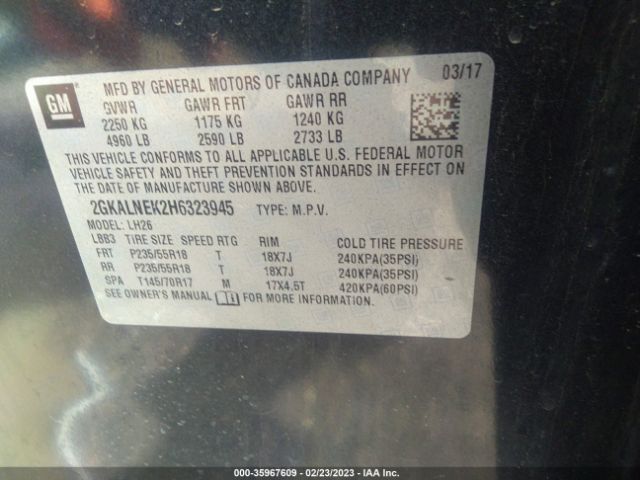 GM
MFD BY GENERAL MOTORS OF CANADA COMPANY 03/17
GVWR GAWR FRT GAWR RR
2250 KG 1175 KG 1240 KG
4960 LB 2590 LB 2733 LB
THIS VEHICLE CONFORMS TO ALL APPLICABLE U.S. FEDERAL MOTOR
VEHICLE SAFETY AND THEFT PREVENTION STANDARDS IN EFFECT ON
THE DATE OF MANUFACTURE SHOWN ABOVE.
2GKALNEK2H6323945 TYPE: M.P.V.
MODEL: LH26
LBB3 TIRE SIZE SPEED RTG RIM COLD TIRE PRESSURE
FRT P235/55R18 T 18X7J 240KPA(35PSI)
RR P235/55R18 T 18X7J 240KPA(35PSI)
SPA T145/70R17 M 17X4.5T 420KPA(60PSI)
SEE OWNER'S MANUAL FOR MORE INFORMATION.
000-35967609 - 02/23/2023 - IAA Inc.